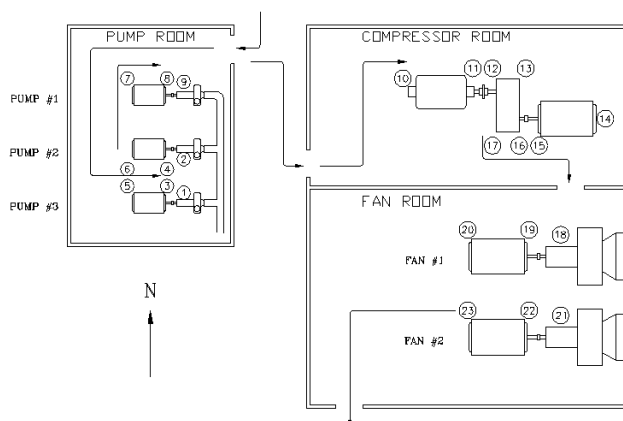 PUMP ROOM
COMPRESSOR ROOM
7 8 9
PUMP #1
10 11 12 13
14
PUMP #2
2
17 16 15
6 4
5 3 1
PUMP #3
FAN ROOM
20 19 18
FAN #1
N
23 22 21
FAN #2